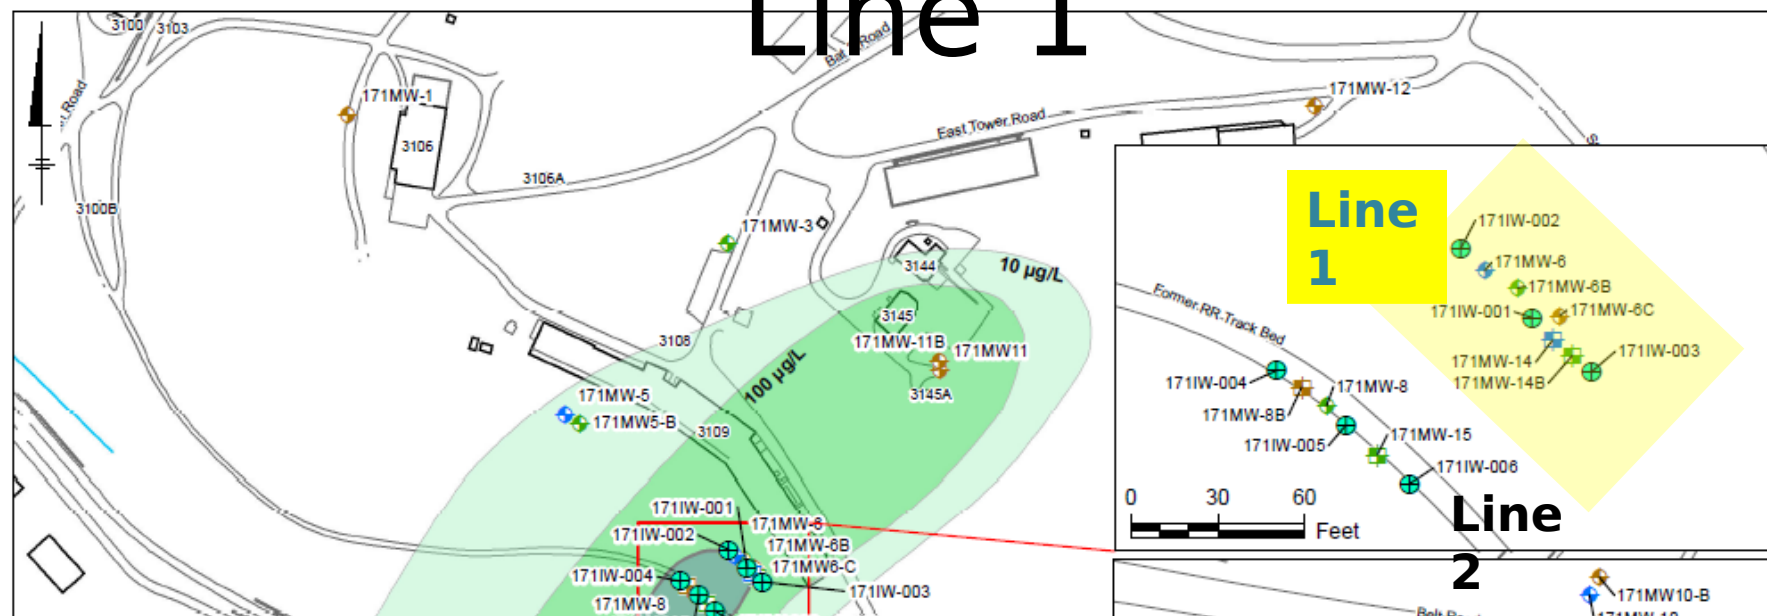 Line 1
3100
3103
Bat Road
Road
171MW-1
171MW-12
East Tower Road
3106
3106A
3100B
171MW-3
Line
1
171IW-002
171MW-6
171MW-6B
171IW-001
171MW-6C
171MW-14
171IW-003
171MW-14B
3144
10 µg/L
Former RR Track Bed
3145
3108
171MW-11B
171MW11
100 µg/L
3145A
171IW-004
171MW-8
171MW-8B
171MW-5
171MW5-B
3109
171IW-005
171MW-15
171IW-006
0 30 60
Feet
Line
2
171IW-001
171MW-6
171IW-002
171MW-6B
171MW6-C
171IW-004
171IW-003
171MW-8
171MW10-B